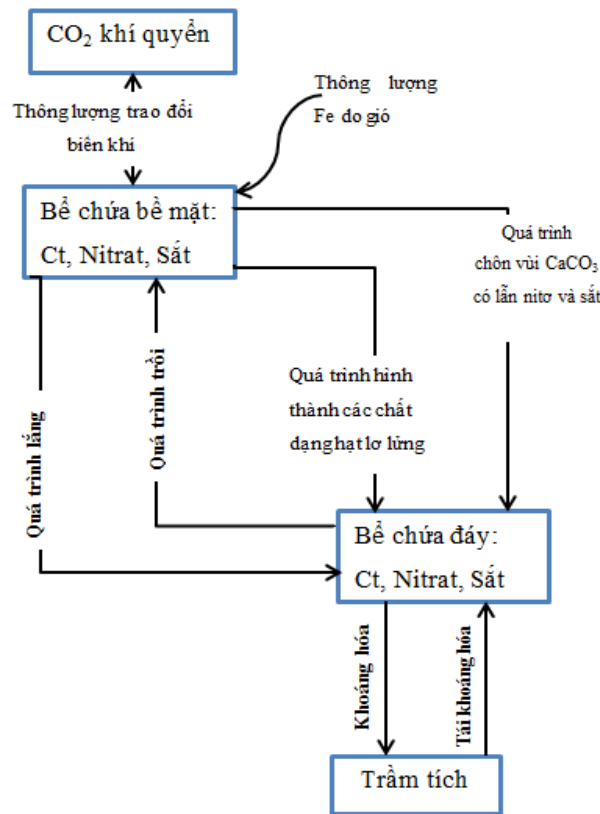 CO₂ khí quyển
Thông lượng trao đổi
biên khí
Thông lượng
Fe do gió
Bể chứa bề mặt:
Ct, Nitrat, Sắt
Quá trình
chôn vùi CaCO₃
có lẫn nitơ và sắt
Quá trình lắng
Quá trình trồi
Quá trình hình
thành các chất
dạng hạt lơ lửng
Bể chứa đáy:
Ct, Nitrat, Sắt
Khoáng hóa
Tái khoáng hóa
Trầm tích